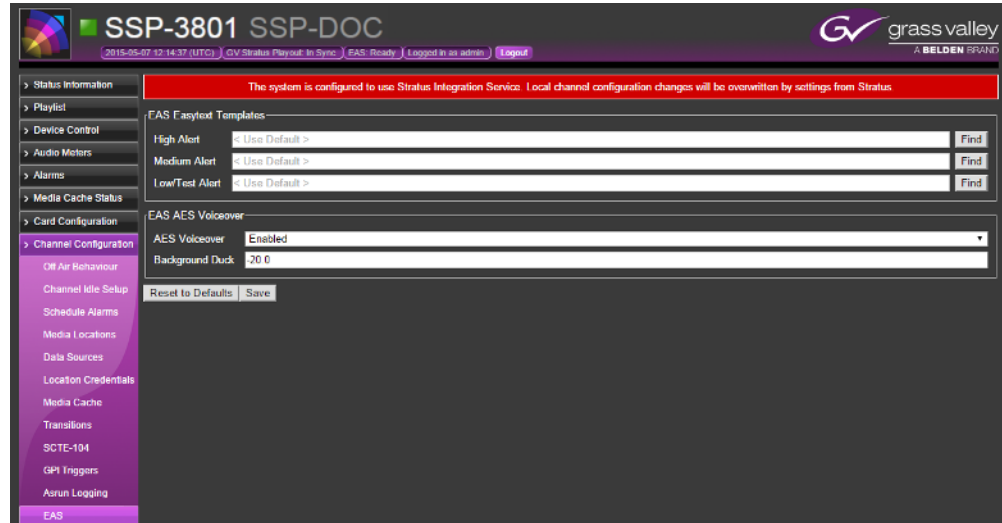 SSP-3801 SSP-DOC
2015-05-07 12:14:37 (UTC) GV Stratus Playout: In Sync EAS: Ready Logged in as admin Logout
GV grass valley
A BELDEN BRAND
> Status Information
> Playlist
> Device Control
> Audio Meters
> Alarms
> Media Cache Status
> Card Configuration
> Channel Configuration
Off Air Behaviour
Channel Idle Setup
Schedule Alarms
Media Locations
Data Sources
Location Credentials
Media Cache
Transitions
SCTE-104
GPI Triggers
Asrun Logging
EAS
The system is configured to use Stratus Integration Service. Local channel configuration changes will be overwritten by settings from Stratus
EAS Easytext Templates
High Alert < Use Default > Find
Medium Alert < Use Default > Find
Low/Test Alert < Use Default > Find
EAS AES Voiceover
AES Voiceover Enabled
Background Duck -20.0
Reset to Defaults Save